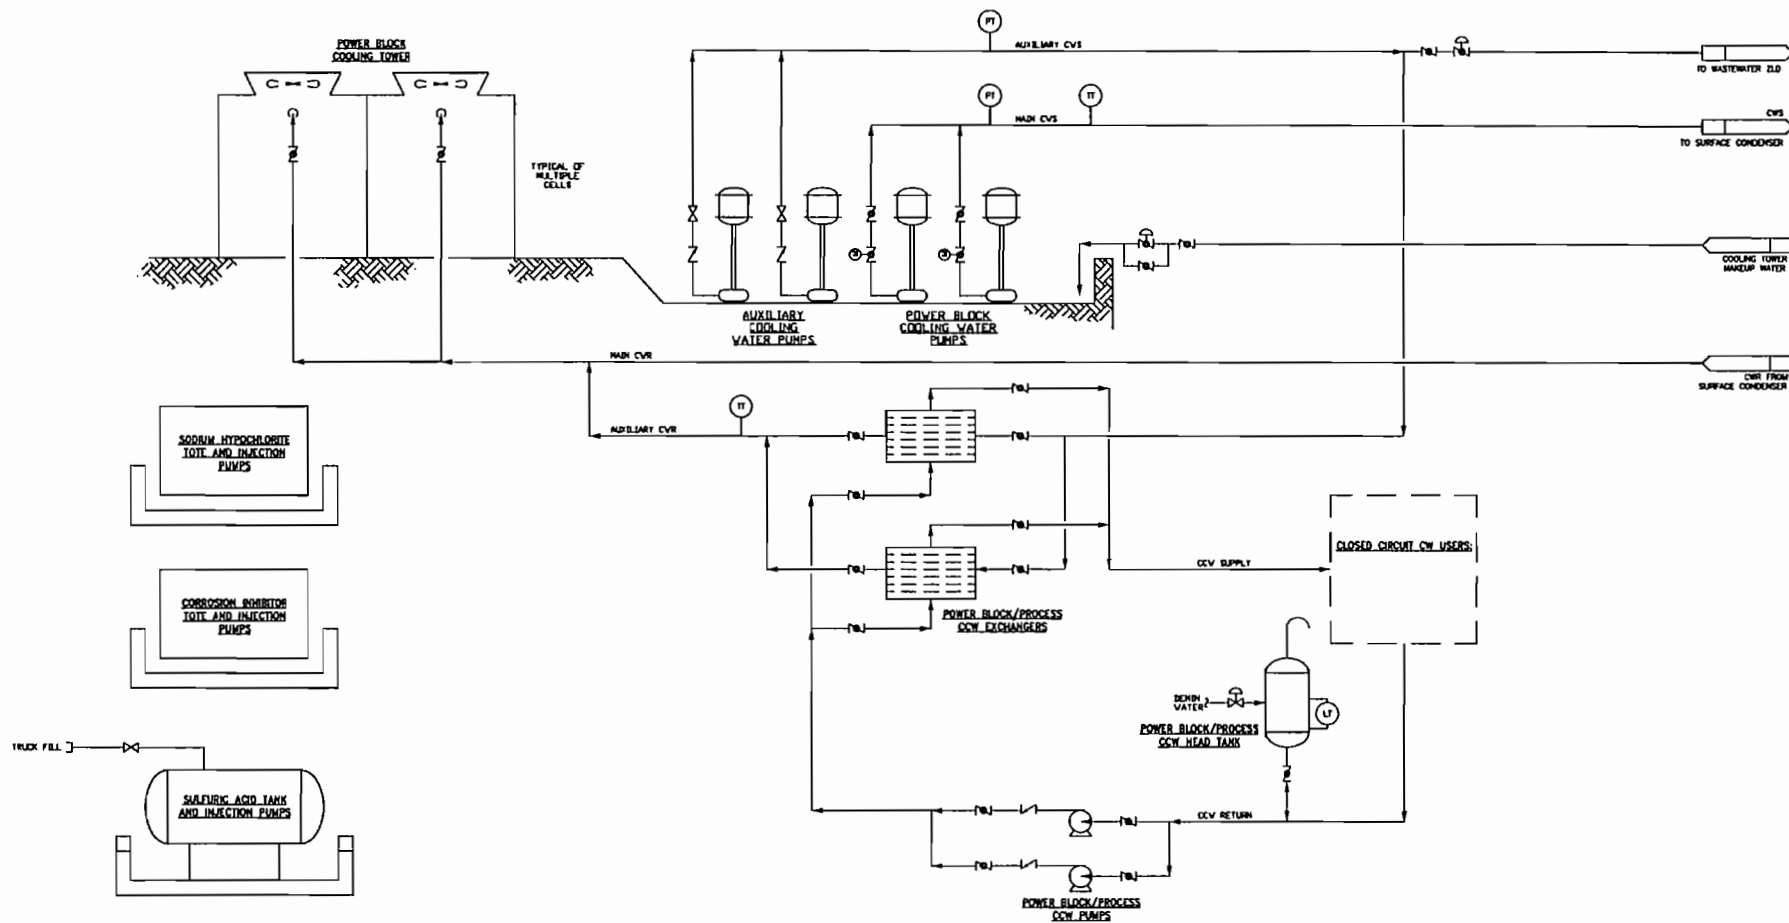 POWER BLOCK
COOLING TOWER
TYPICAL OF
MULTIPLE
CELLS
PT
AUXILIARY CWS
TO WASTEWATER ZLD
PT
TT
MAIN CWS
CWS
TO SURFACE CONDENSER
AUXILIARY
COOLING
WATER PUMPS
POWER BLOCK
COOLING WATER
PUMPS
COOLING TOWER
MAKEUP WATER
MAIN CWR
CWR FROM
SURFACE CONDENSER
TT
AUXILIARY CWR
SODIUM HYPOCHLORITE
TOTE AND INJECTION
PUMPS
CLOSED CIRCUIT CW USERS:
CCW SUPPLY
CORROSION INHIBITOR
TOTE AND INJECTION
PUMPS
POWER BLOCK/PROCESS
CCW EXCHANGERS
DEMIN
WATER
LT
POWER BLOCK/PROCESS
CCW HEAD TANK
TRUCK FILL
SULFURIC ACID TANK
AND INJECTION PUMPS
CCW RETURN
POWER BLOCK/PROCESS
CCW PUMPS